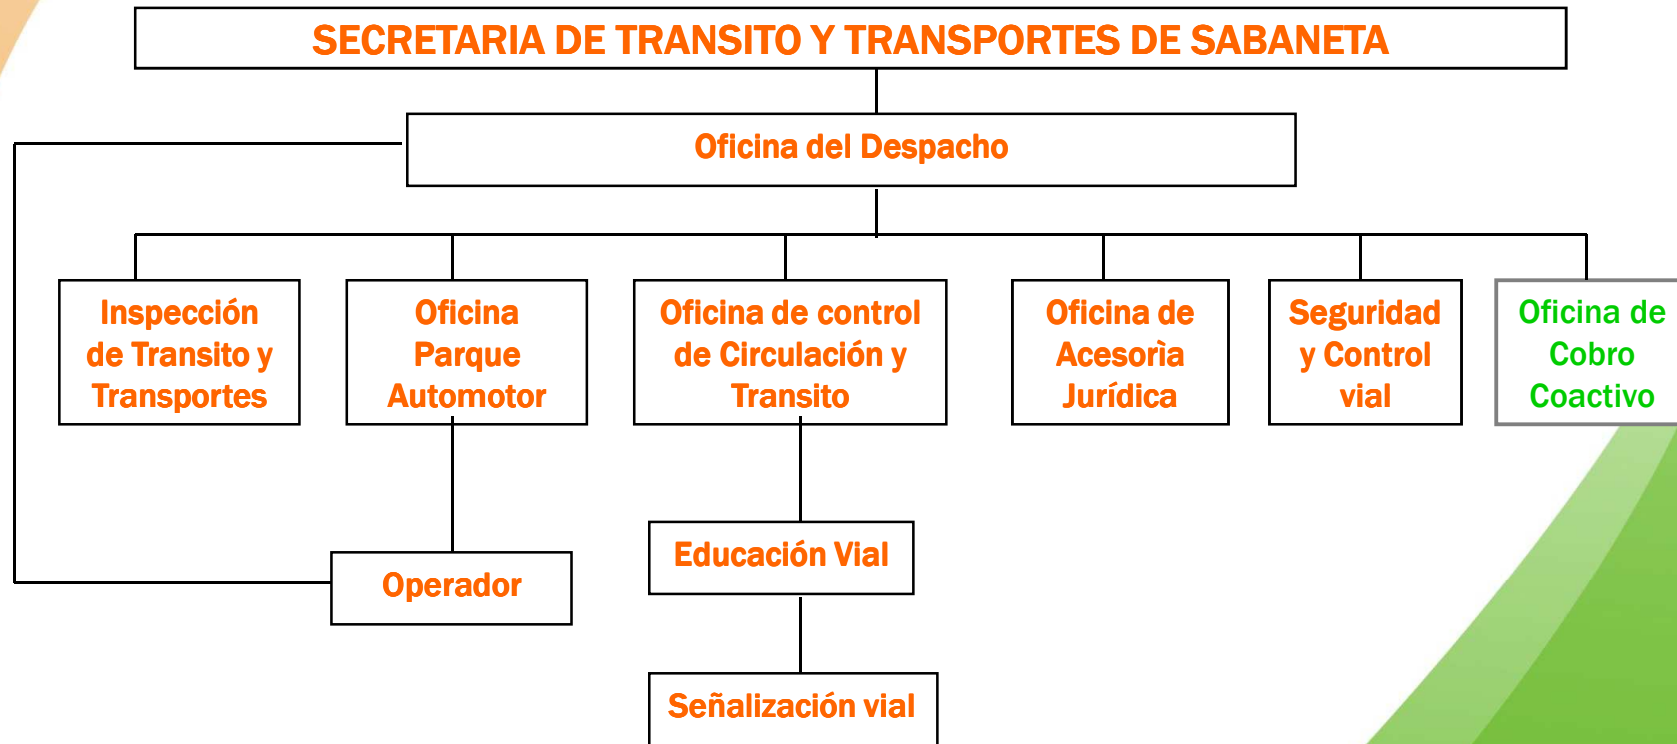 SECRETARIA DE TRANSITO Y TRANSPORTES DE SABANETA
Oficina del Despacho
Inspección
de Transito y
Transportes
Oficina
Parque
Automotor
Oficina de control
de Circulación y
Transito
Oficina de
Acesorìa
Jurídica
Seguridad
y Control
vial
Oficina de
Cobro
Coactivo
Operador
Educación Vial
Señalización vial